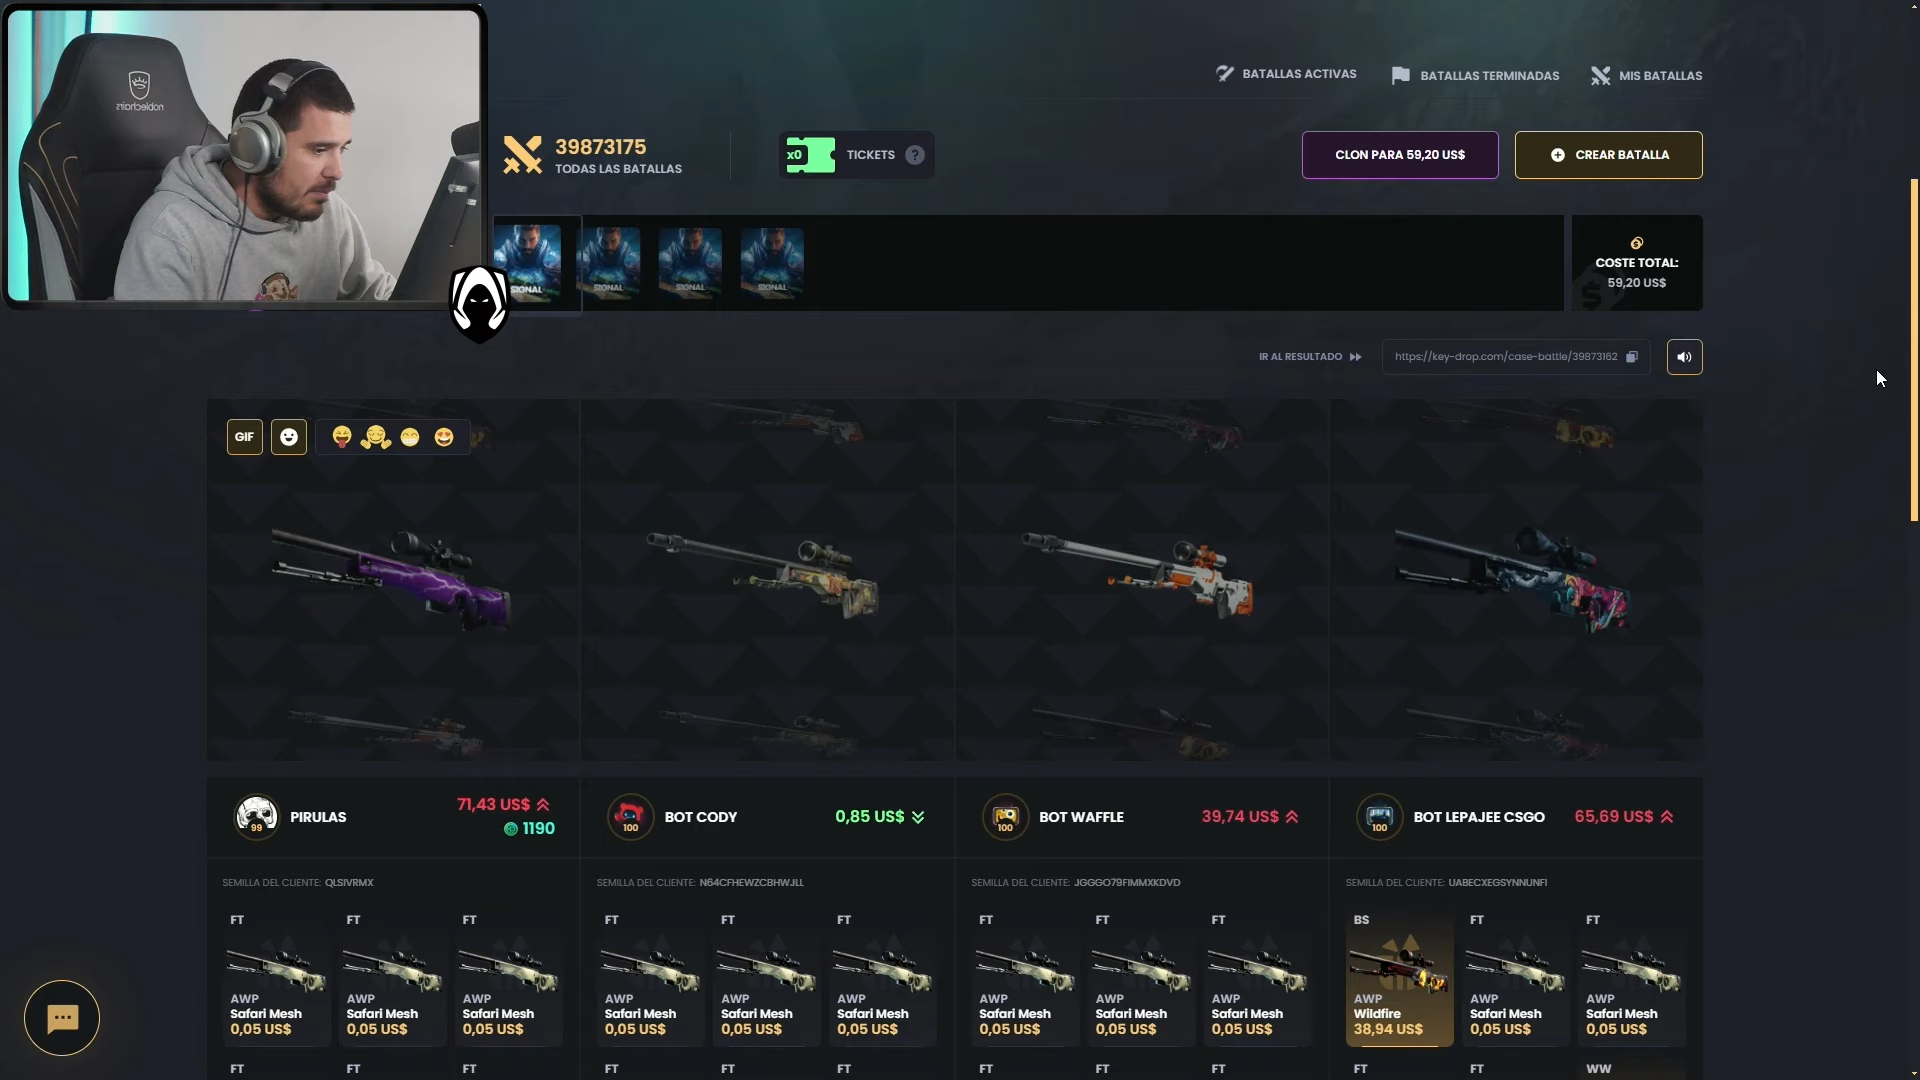 noblechairs
BATALLAS ACTIVAS
BATALLAS TERMINADAS
MIS BATALLAS
39873175
TODAS LAS BATALLAS
x0
TICKETS
?
CLON PARA 59,20 US$
CREAR BATALLA
SIGNAL
SIGNAL
SIGNAL
SIGNAL
COSTE TOTAL:
59,20 US$
IR AL RESULTADO
https://key-drop.com/case-battle/39873162
GIF
99
PIRULAS
71,43 US$
1190
100
BOT CODY
0,85 US$
100
BOT WAFFLE
39,74 US$
100
BOT LEPAJEE CSGO
65,69 US$
SEMILLA DEL CLIENTE: QLSIVRMX
SEMILLA DEL CLIENTE: N64CFHEWZCBHWJLL
SEMILLA DEL CLIENTE: JGGGO79FIMMXKDVD
SEMILLA DEL CLIENTE: UABECXEGSYNNUNFI
FT
FT
FT
FT
FT
FT
FT
FT
FT
BS
FT
FT
AWP
Safari Mesh
0,05 US$
AWP
Safari Mesh
0,05 US$
AWP
Safari Mesh
0,05 US$
AWP
Safari Mesh
0,05 US$
AWP
Safari Mesh
0,05 US$
AWP
Safari Mesh
0,05 US$
AWP
Safari Mesh
0,05 US$
AWP
Safari Mesh
0,05 US$
AWP
Safari Mesh
0,05 US$
AWP
Wildfire
38,94 US$
AWP
Safari Mesh
0,05 US$
AWP
Safari Mesh
0,05 US$
FT
FT
FT
FT
FT
FT
FT
FT
FT
FT
FT
WW